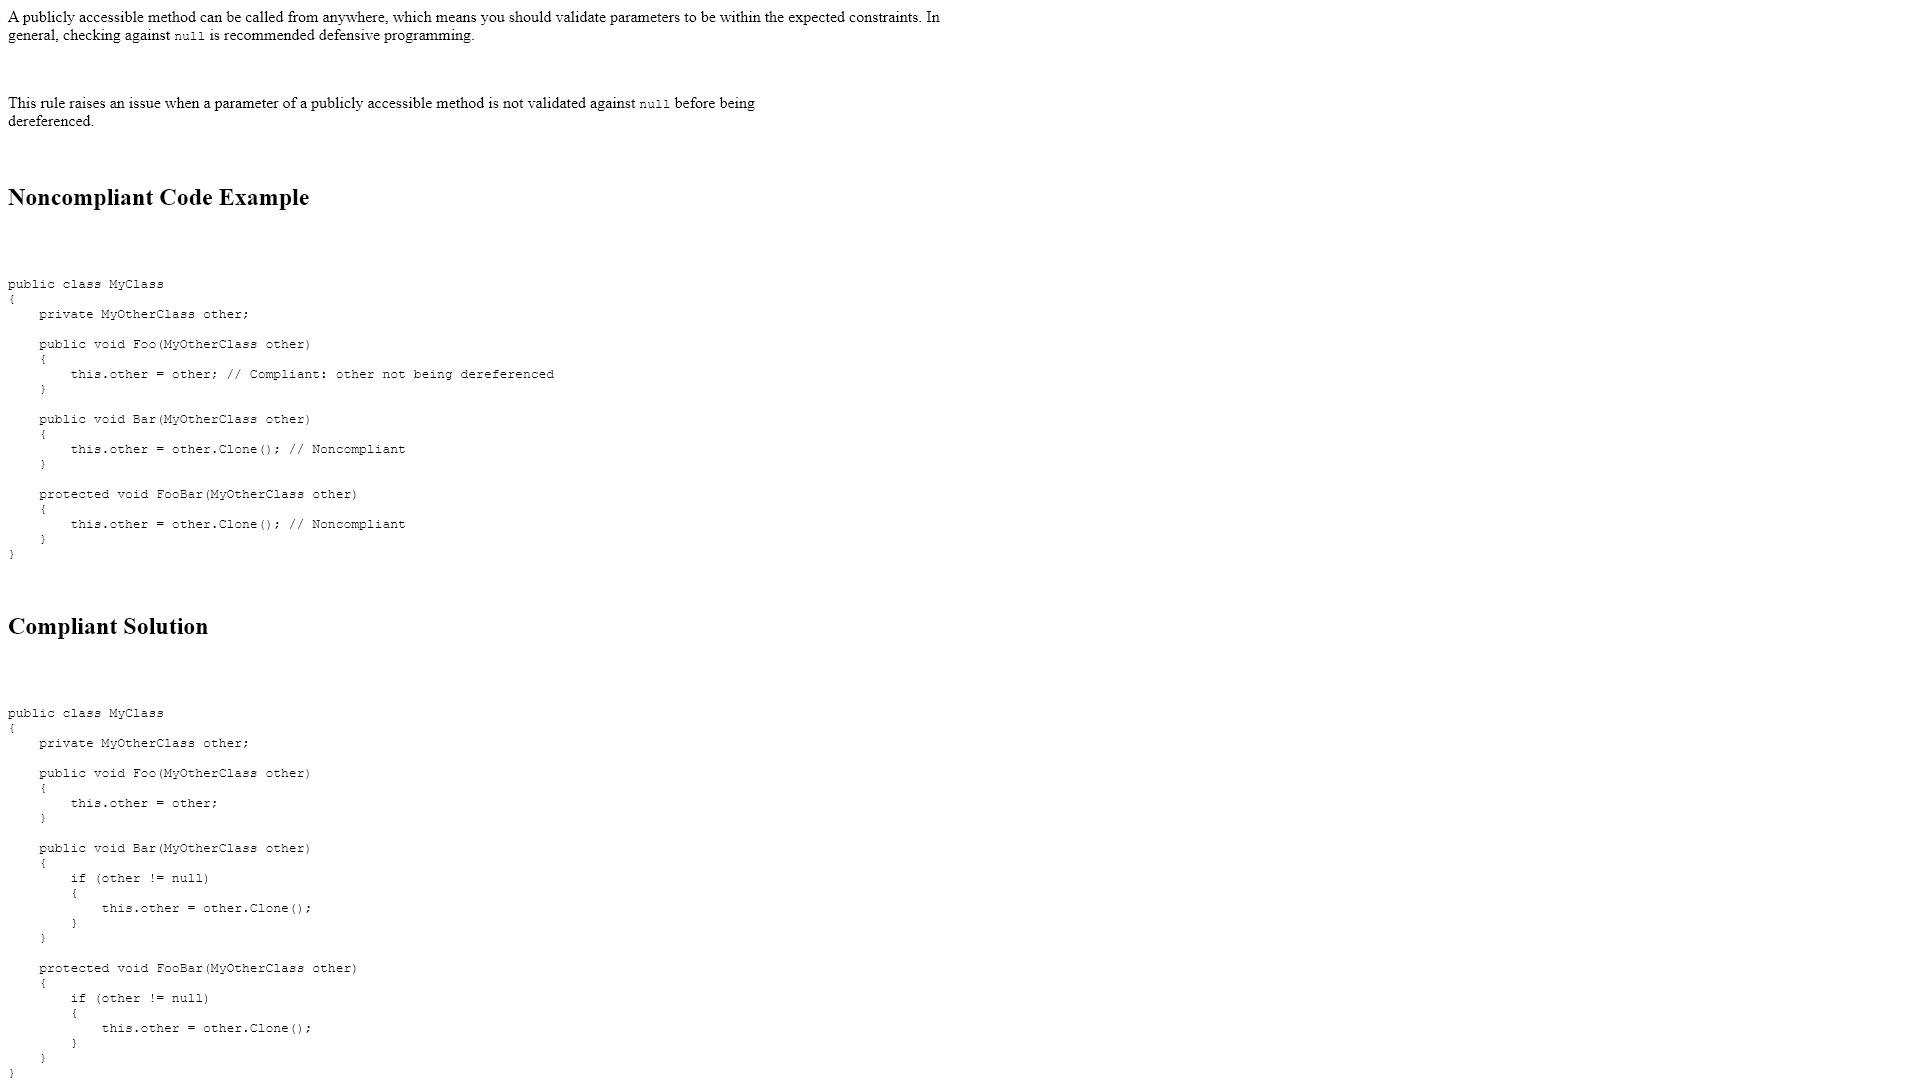 A publicly accessible method can be called from anywhere, which means you should validate parameters to be within the expected constraints. In
general, checking against null is recommended defensive programming.
This rule raises an issue when a parameter of a publicly accessible method is not validated against null before being
dereferenced.
Noncompliant Code Example
public class MyClass
{
    private MyOtherClass other;
    public void Foo(MyOtherClass other)
    {
        this.other = other; // Compliant: other not being dereferenced
    }
    public void Bar(MyOtherClass other)
    {
        this.other = other.Clone(); // Noncompliant
    }
    protected void FooBar(MyOtherClass other)
    {
        this.other = other.Clone(); // Noncompliant
    }
}
Compliant Solution
public class MyClass
{
    private MyOtherClass other;
    public void Foo(MyOtherClass other)
    {
        this.other = other;
    }
    public void Bar(MyOtherClass other)
    {
        if (other != null)
        {
            this.other = other.Clone();
        }
    }
    protected void FooBar(MyOtherClass other)
    {
        if (other != null)
        {
            this.other = other.Clone();
        }
    }
}